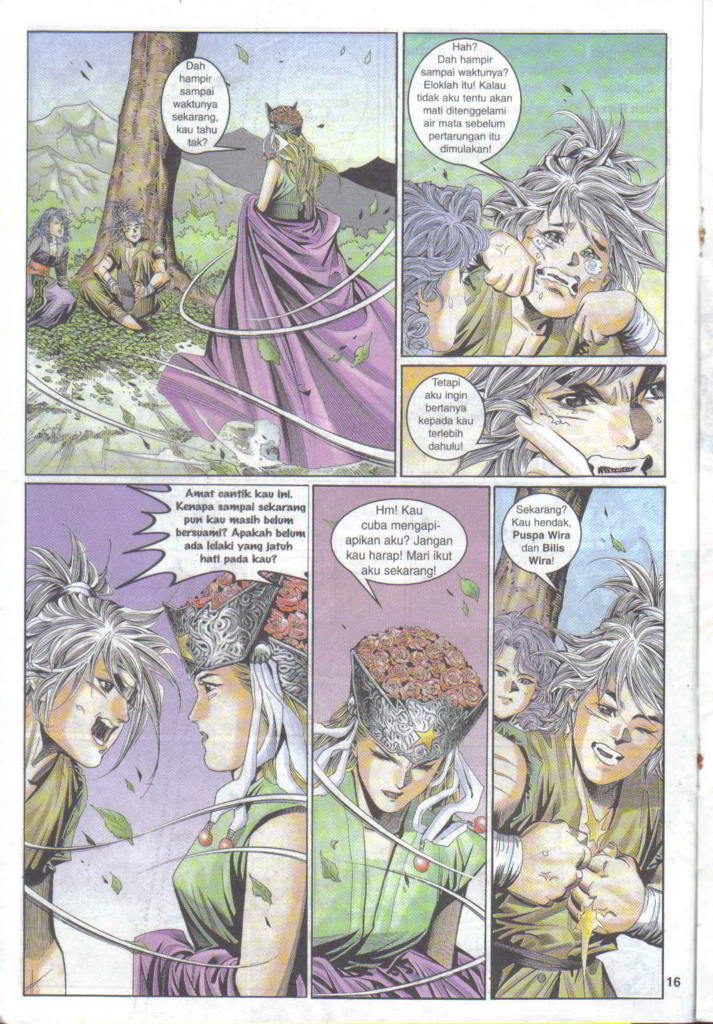 Dah
hampir
sampai
waktunya
sekarang,
kau tahu
tak?
Hah?
Dah hampir
sampai waktunya?
Eloklah itu! Kalau
tidak aku tentu akan
mati ditenggelami
air mata sebelum
pertarungan itu
dimulakan!
Tetapi
aku ingin
bertanya
kepada kau
terlebih
dahulu!
Amat cantik kau ini.
Kenapa sampai sekarang
pun kau masih belum
bersuami? Apakah belum
ada lelaki yang jatuh
hati pada kau?
Hm! Kau
cuba mengapi-
apikan aku? Jangan
kau harap! Mari ikut
aku sekarang!
Sekarang?
Kau hendak,
Puspa Wira
dan Bilis
Wira!
16